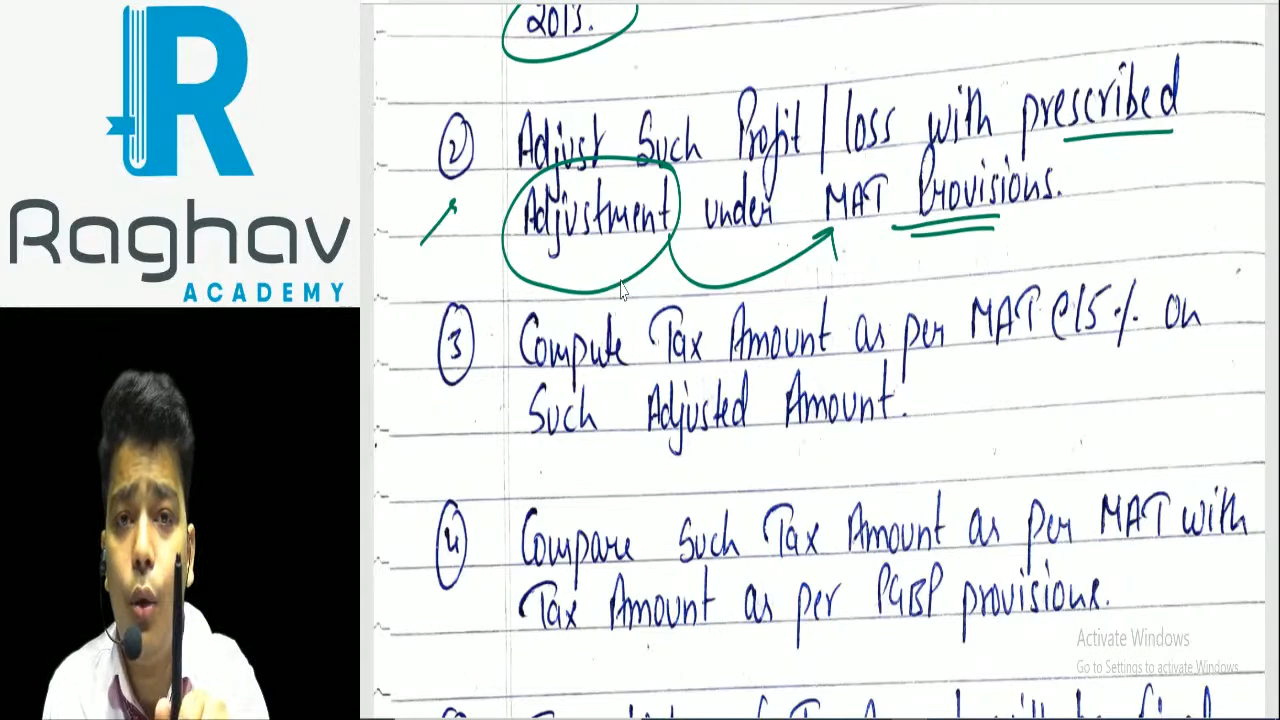 R
Raghav
ACADEMY
2013.
② Adjust Such Profit / loss with prescribed
Adjustment under MAT Provisions.
③ Compute Tax Amount as per MAT @15% on
Such Adjusted Amount.
④ Compare Such Tax Amount as per MAT with
Tax Amount as per PGBP provisions.
Activate Windows
Go to Settings to activate Windows.